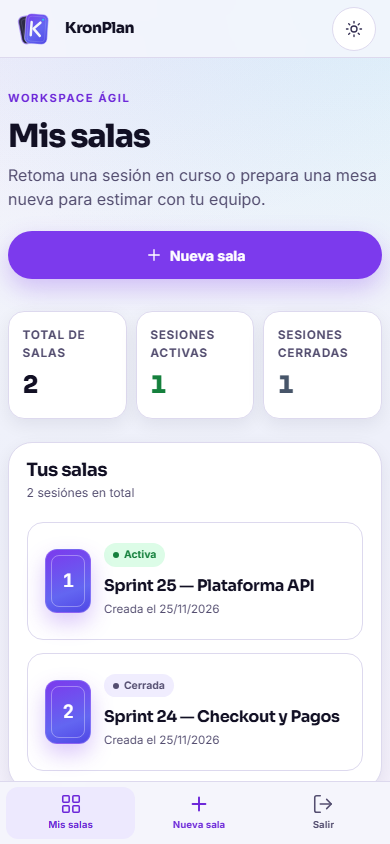 K KronPlan
WORKSPACE ÁGIL
Mis salas
Retoma una sesión en curso o prepara una mesa
nueva para estimar con tu equipo.
Nueva sala
TOTAL DE
SALAS
2
SESIONES
ACTIVAS
1
SESIONES
CERRADAS
1
Tus salas
2 sesiónes en total
1
Activa
Sprint 25 — Plataforma API
Creada el 25/11/2026
2
Cerrada
Sprint 24 — Checkout y Pagos
Creada el 25/11/2026
Mis salas
Nueva sala
Salir